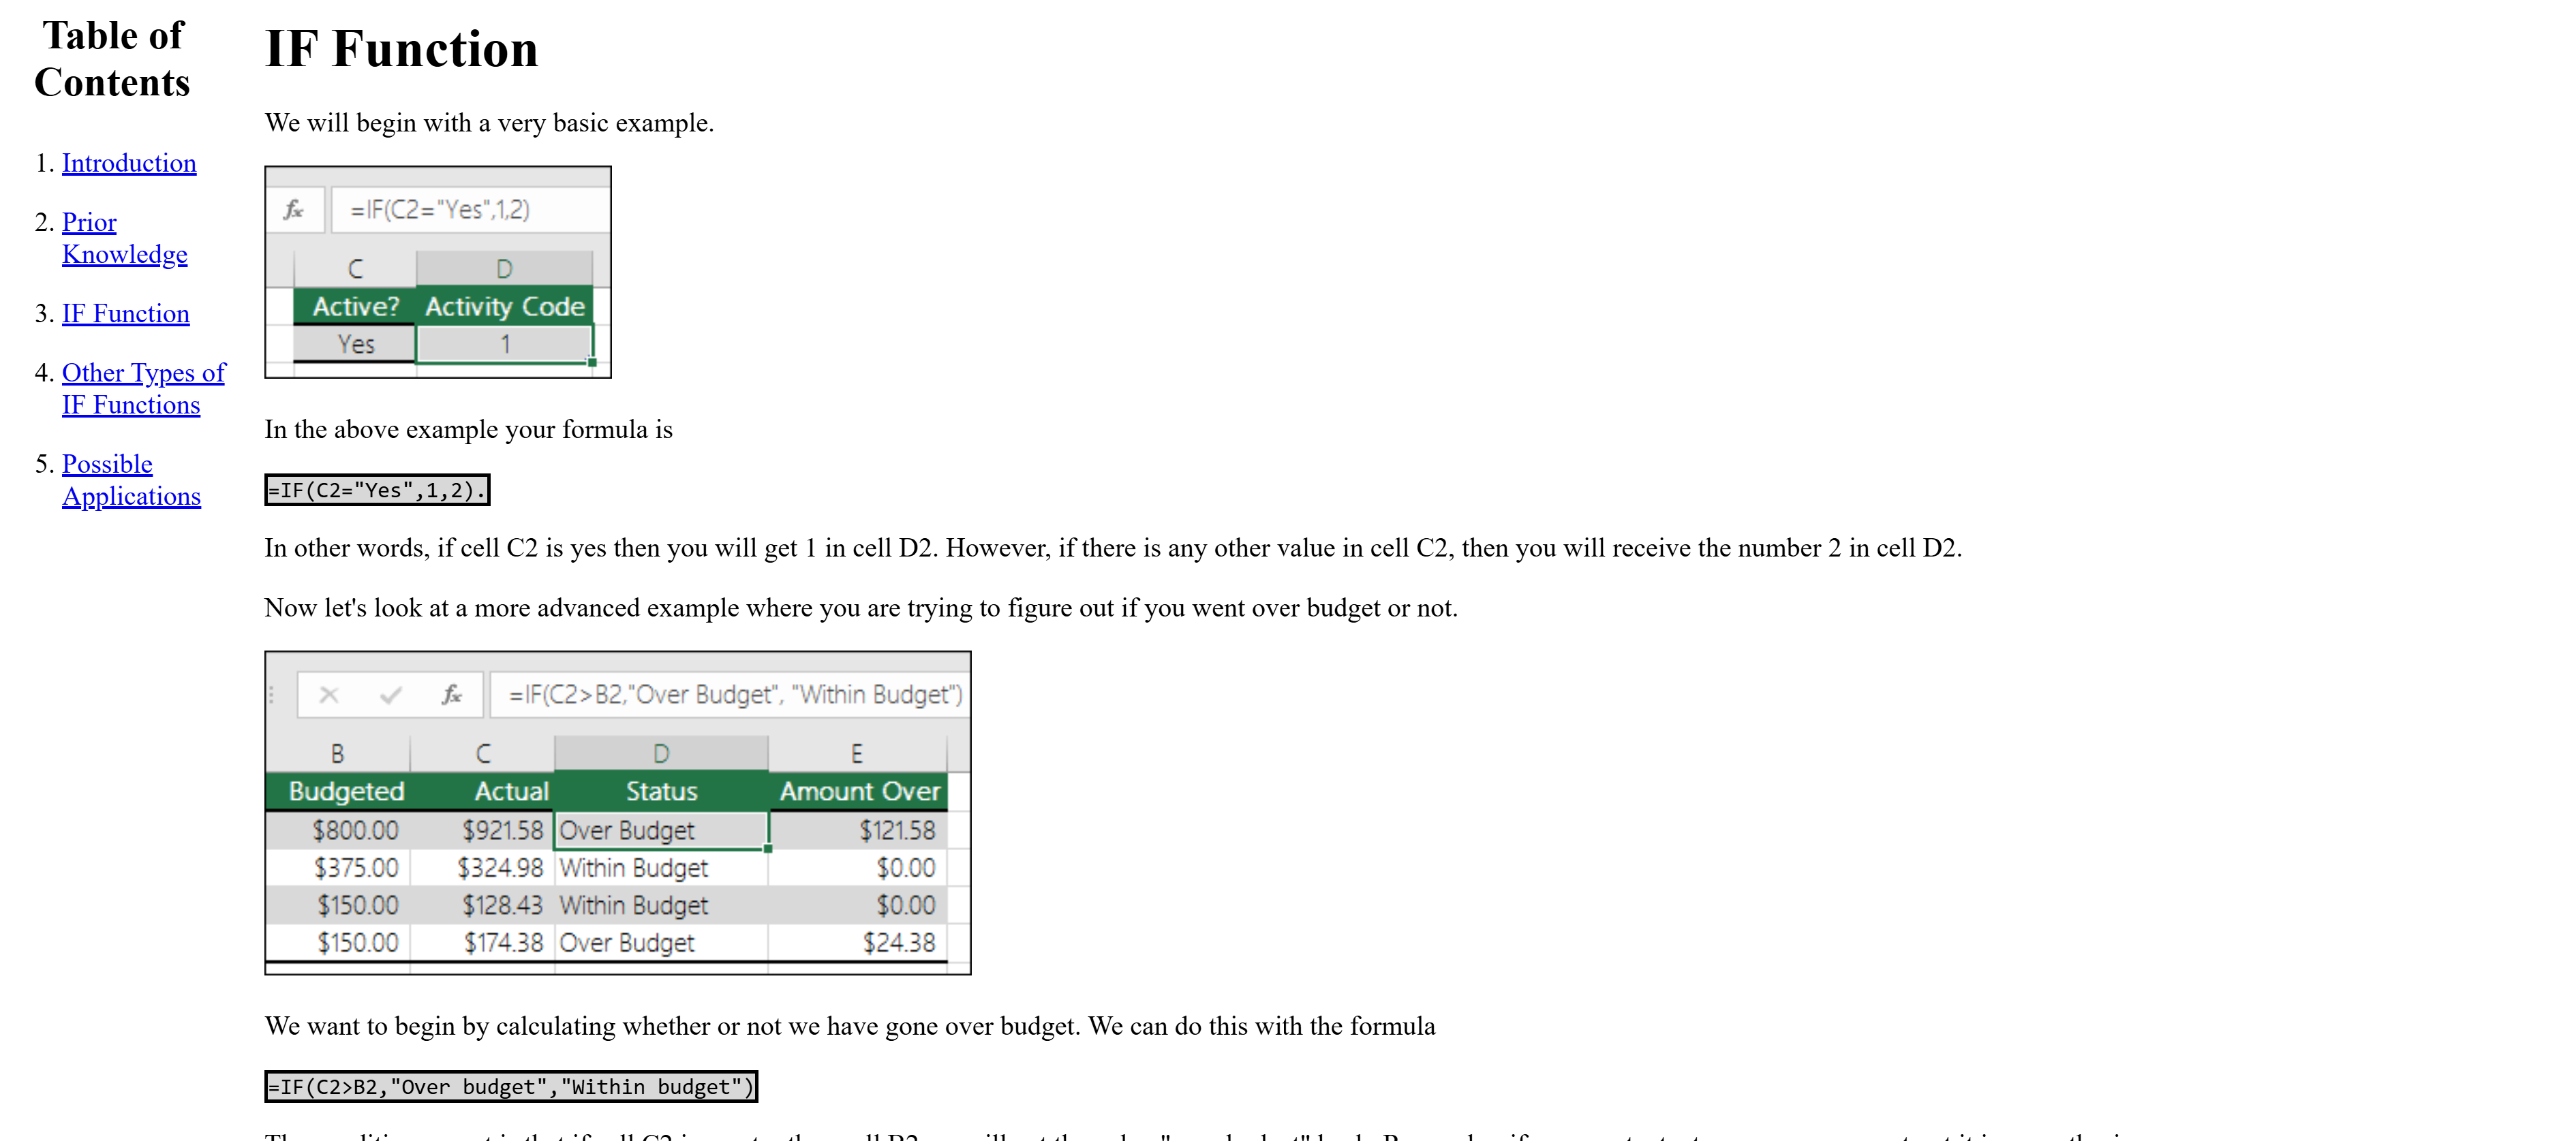 Table of
Contents
1. Introduction
2. Prior
Knowledge
3. IF Function
4. Other Types of
IF Functions
5. Possible
Applications
IF Function
We will begin with a very basic example.
fx =IF(C2="Yes",1,2)
C D
Active? Activity Code
Yes 1
In the above example your formula is
=IF(C2="Yes",1,2).
In other words, if cell C2 is yes then you will get 1 in cell D2. However, if there is any other value in cell C2, then you will receive the number 2 in cell D2.
Now let's look at a more advanced example where you are trying to figure out if you went over budget or not.
fx =IF(C2>B2,"Over Budget", "Within Budget")
B C D E
Budgeted Actual Status Amount Over
$800.00 $921.58 Over Budget $121.58
$375.00 $324.98 Within Budget $0.00
$150.00 $128.43 Within Budget $0.00
$150.00 $174.38 Over Budget $24.38
We want to begin by calculating whether or not we have gone over budget. We can do this with the formula
=IF(C2>B2,"Over budget","Within budget")